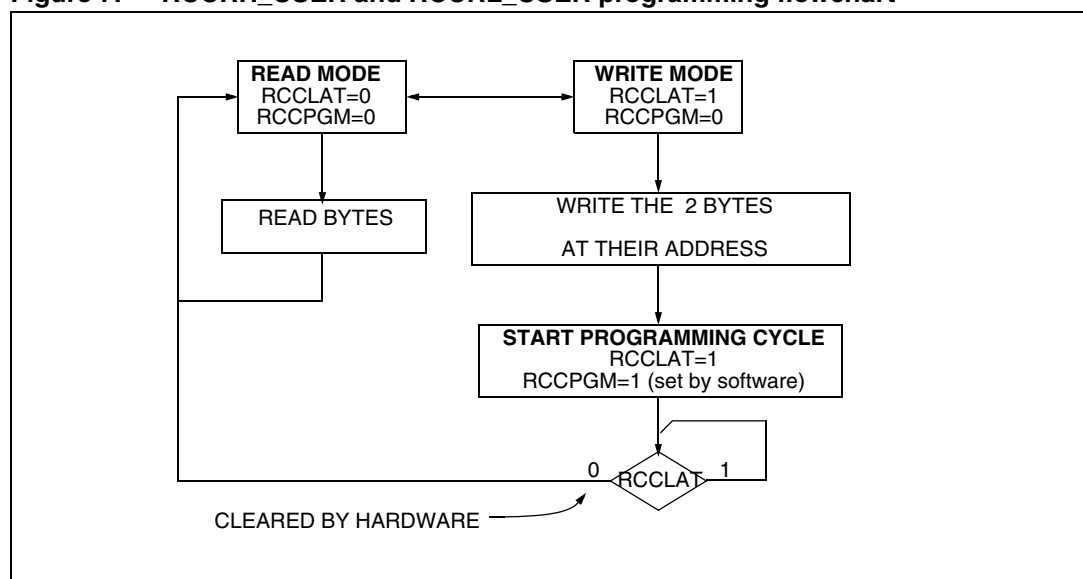 READ MODE
RCCLAT=0
RCCPGM=0
WRITE MODE
RCCLAT=1
RCCPGM=0
READ BYTES
WRITE THE 2 BYTES
AT THEIR ADDRESS
START PROGRAMMING CYCLE
RCCLAT=1
RCCPGM=1 (set by software)
0
RCCLAT
1
CLEARED BY HARDWARE